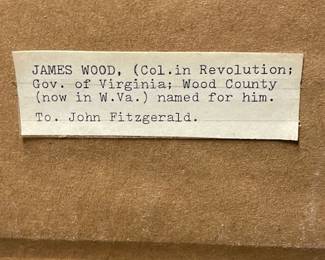 JAMES WOOD, (Col.in Revolution;
Gov. of Virginia; Wood County
(now in W.Va.) named for him.
To. John Fitzgerald.